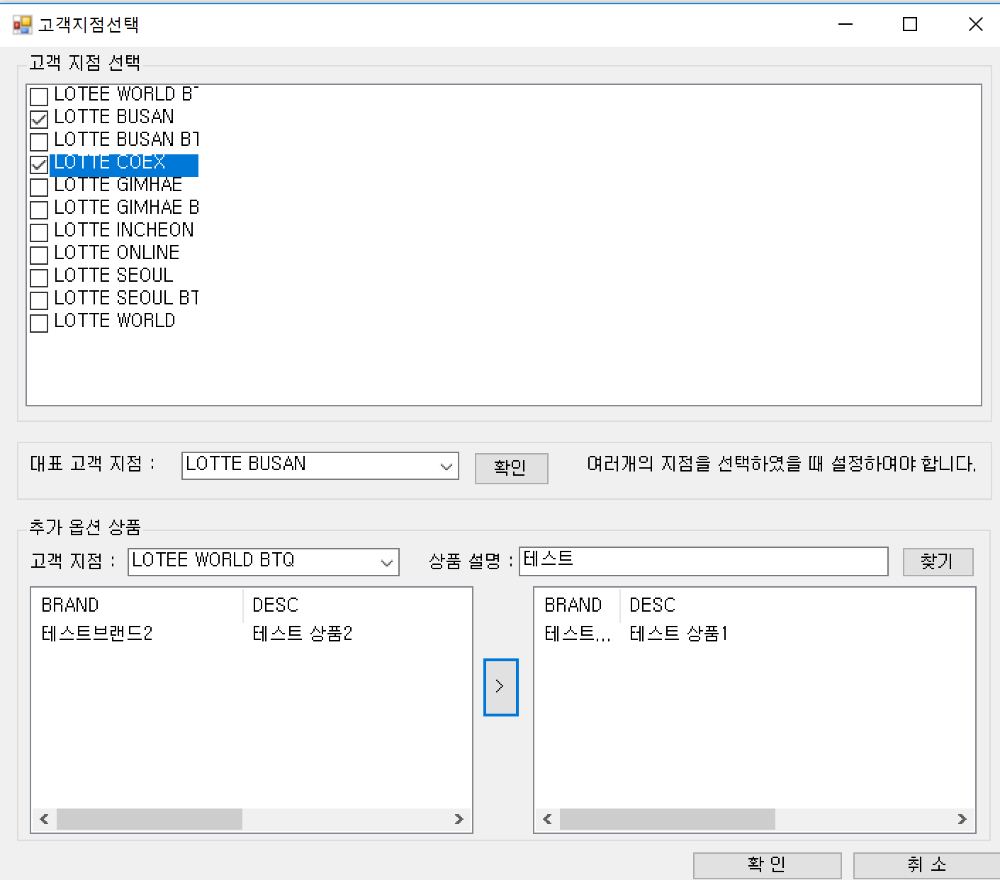 고객지점선택
고객 지점 선택
LOTEE WORLD BT
LOTTE BUSAN
LOTTE BUSAN BT
LOTTE COEX
LOTTE GIMHAE
LOTTE GIMHAE B
LOTTE INCHEON
LOTTE ONLINE
LOTTE SEOUL
LOTTE SEOUL BT
LOTTE WORLD
대표 고객 지점 : LOTTE BUSAN 확인 여러개의 지점을 선택하였을 때 설정하여야 합니다.
추가 옵션 상품
고객 지점 : LOTEE WORLD BTQ 상품 설명 : 테스트 찾기
BRAND DESC
테스트브랜드2 테스트 상품2
>
BRAND DESC
테스트... 테스트 상품1
확 인 취 소